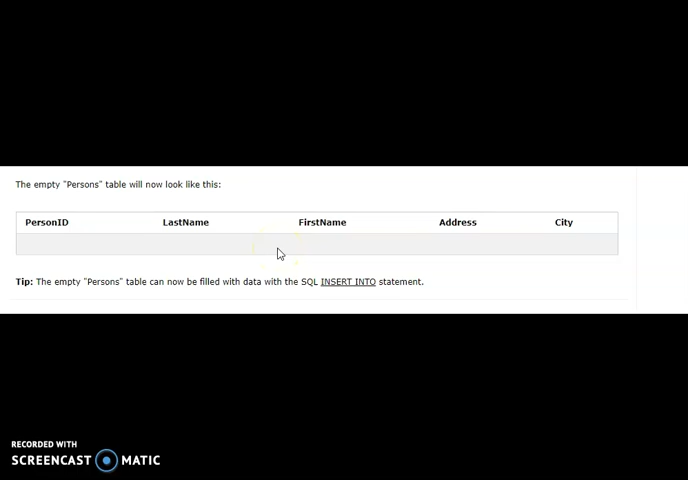 The empty "Persons" table will now look like this:
PersonID LastName FirstName Address City
Tip: The empty "Persons" table can now be filled with data with the SQL INSERT INTO statement.
RECORDED WITH
SCREENCAST MATIC